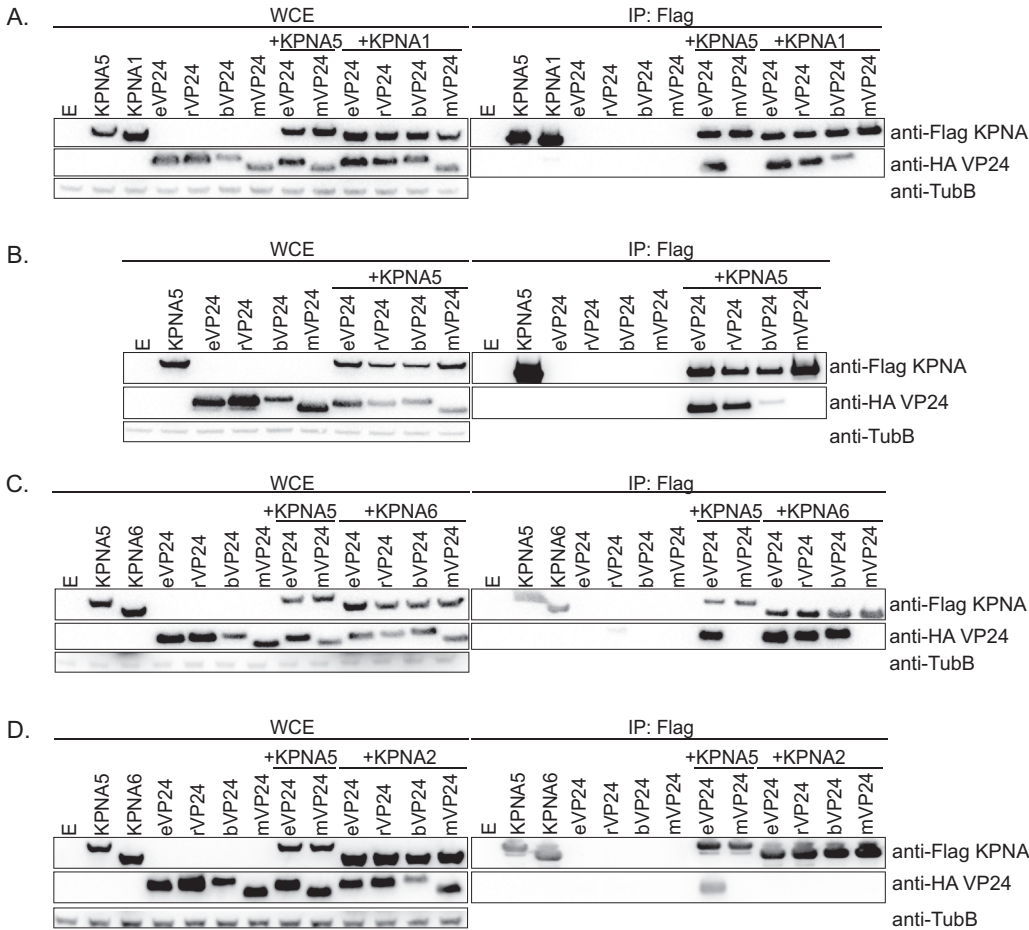 A.
WCE IP: Flag
+KPNA5 +KPNA1 +KPNA5 +KPNA1
E KPNA5 KPNA1 eVP24 rVP24 bVP24 mVP24 eVP24 mVP24 eVP24 rVP24 bVP24 mVP24 E KPNA5 KPNA1 eVP24 rVP24 bVP24 mVP24 eVP24 mVP24 eVP24 rVP24 bVP24 mVP24
anti-Flag KPNA
anti-HA VP24
anti-TubB
B.
WCE IP: Flag
+KPNA5 +KPNA5
E KPNA5 eVP24 rVP24 bVP24 mVP24 eVP24 rVP24 bVP24 mVP24 E KPNA5 eVP24 rVP24 bVP24 mVP24 eVP24 rVP24 bVP24 mVP24
anti-Flag KPNA
anti-HA VP24
anti-TubB
C.
WCE IP: Flag
+KPNA5 +KPNA6 +KPNA5 +KPNA6
E KPNA5 KPNA6 eVP24 rVP24 bVP24 mVP24 eVP24 mVP24 eVP24 rVP24 bVP24 mVP24 E KPNA5 KPNA6 eVP24 rVP24 bVP24 mVP24 eVP24 mVP24 eVP24 rVP24 bVP24 mVP24
anti-Flag KPNA
anti-HA VP24
anti-TubB
D.
WCE IP: Flag
+KPNA5 +KPNA2 +KPNA5 +KPNA2
E KPNA5 KPNA6 eVP24 rVP24 bVP24 mVP24 eVP24 mVP24 eVP24 rVP24 bVP24 mVP24 E KPNA5 KPNA6 eVP24 rVP24 bVP24 mVP24 eVP24 mVP24 eVP24 rVP24 bVP24 mVP24
anti-Flag KPNA
anti-HA VP24
anti-TubB